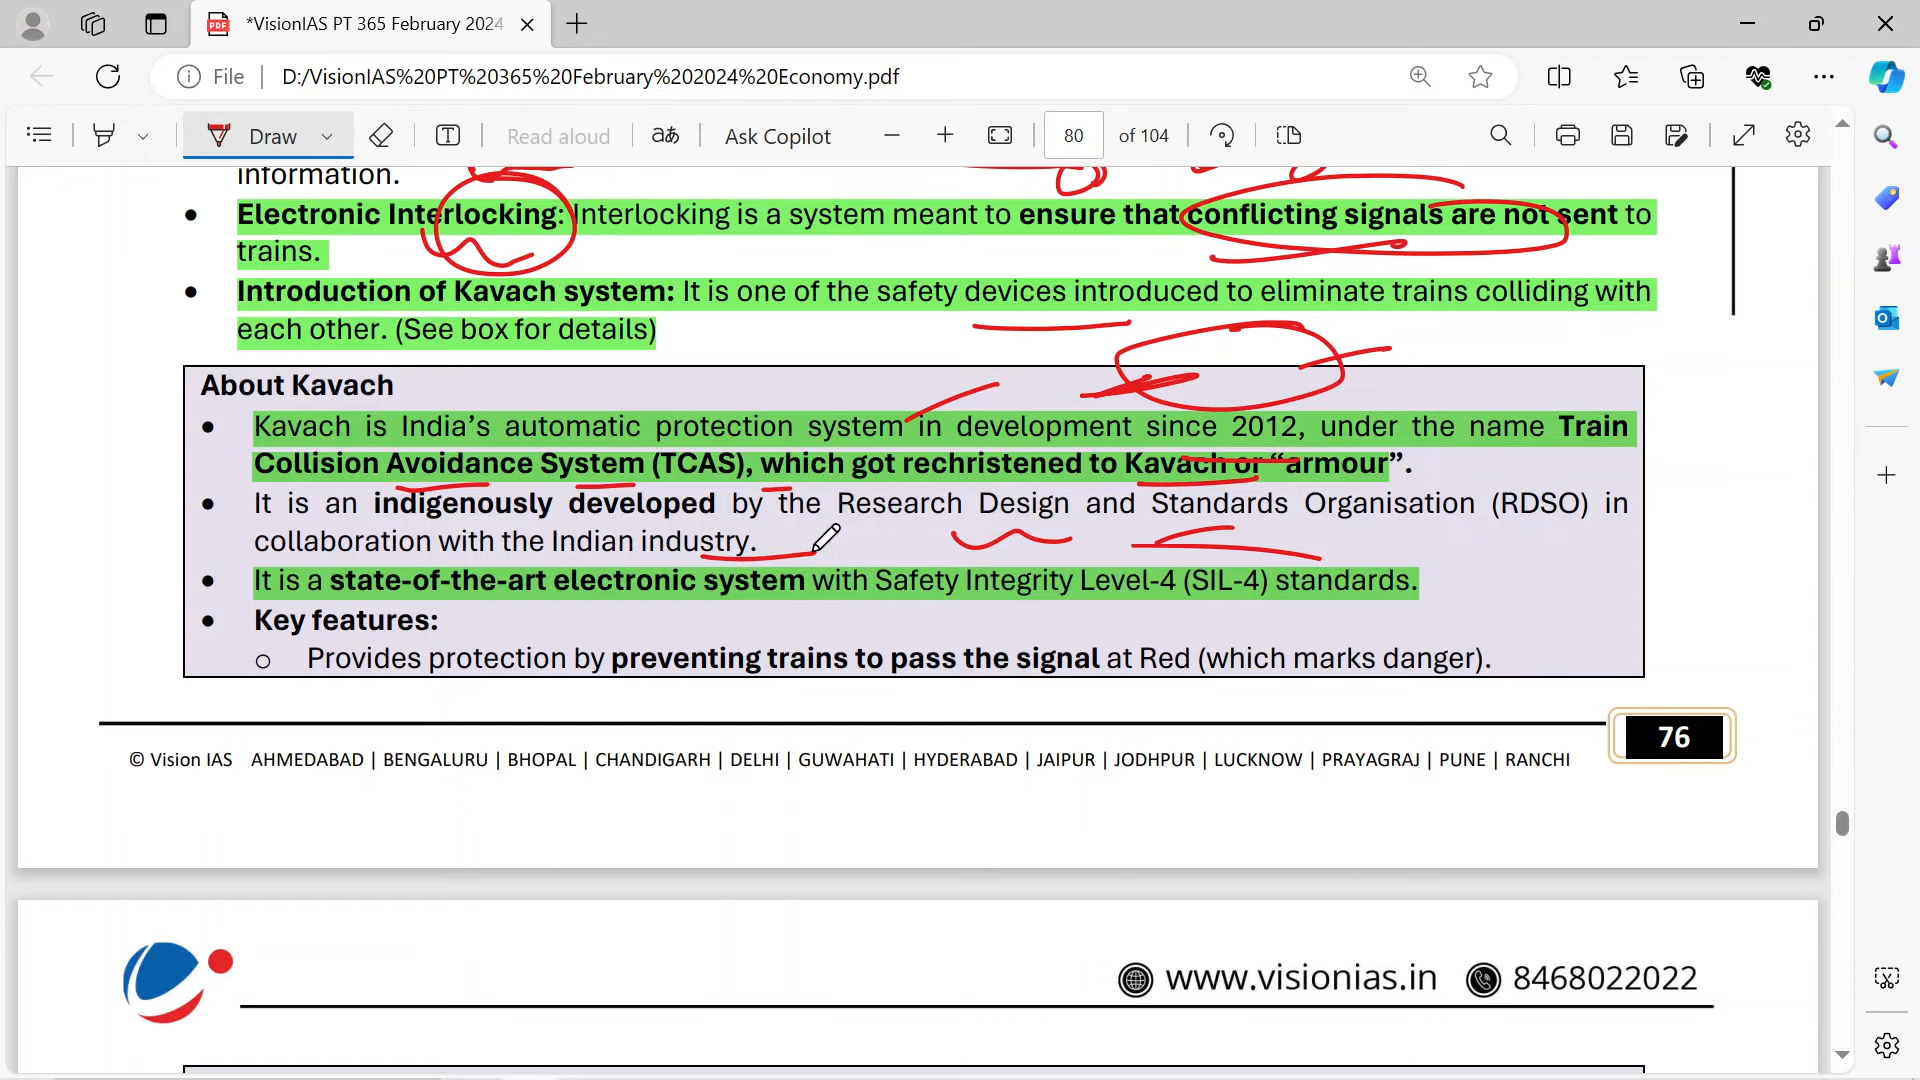 *VisionIAS PT 365 February 2024
File
D:/VisionIAS%20PT%20365%20February%202024%20Economy.pdf
Draw
Read aloud
aあ
Ask Copilot
80
of 104
information.
• Electronic Interlocking: Interlocking is a system meant to ensure that conflicting signals are not sent to
trains.
• Introduction of Kavach system: It is one of the safety devices introduced to eliminate trains colliding with
each other. (See box for details)
About Kavach
• Kavach is India's automatic protection system in development since 2012, under the name Train
Collision Avoidance System (TCAS), which got rechristened to Kavach or “armour”.
• It is an indigenously developed by the Research Design and Standards Organisation (RDSO) in
collaboration with the Indian industry.
• It is a state-of-the-art electronic system with Safety Integrity Level-4 (SIL-4) standards.
• Key features:
o Provides protection by preventing trains to pass the signal at Red (which marks danger).
76
© Vision IAS AHMEDABAD | BENGALURU | BHOPAL | CHANDIGARH | DELHI | GUWAHATI | HYDERABAD | JAIPUR | JODHPUR | LUCKNOW | PRAYAGRAJ | PUNE | RANCHI
www.visionias.in
8468022022